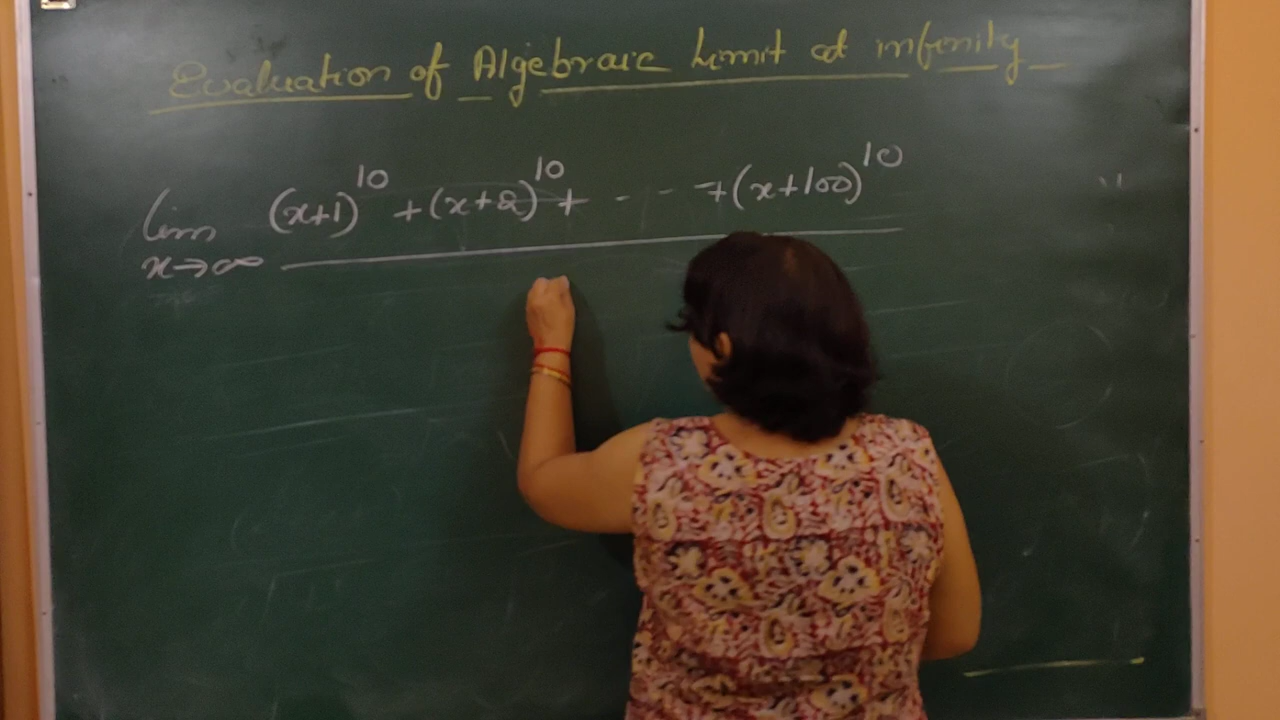 Evaluation of Algebraic Limit at infinity
lim (x+1)^10 + (x+2)^10 + - - +(x+100)^10
x→∞